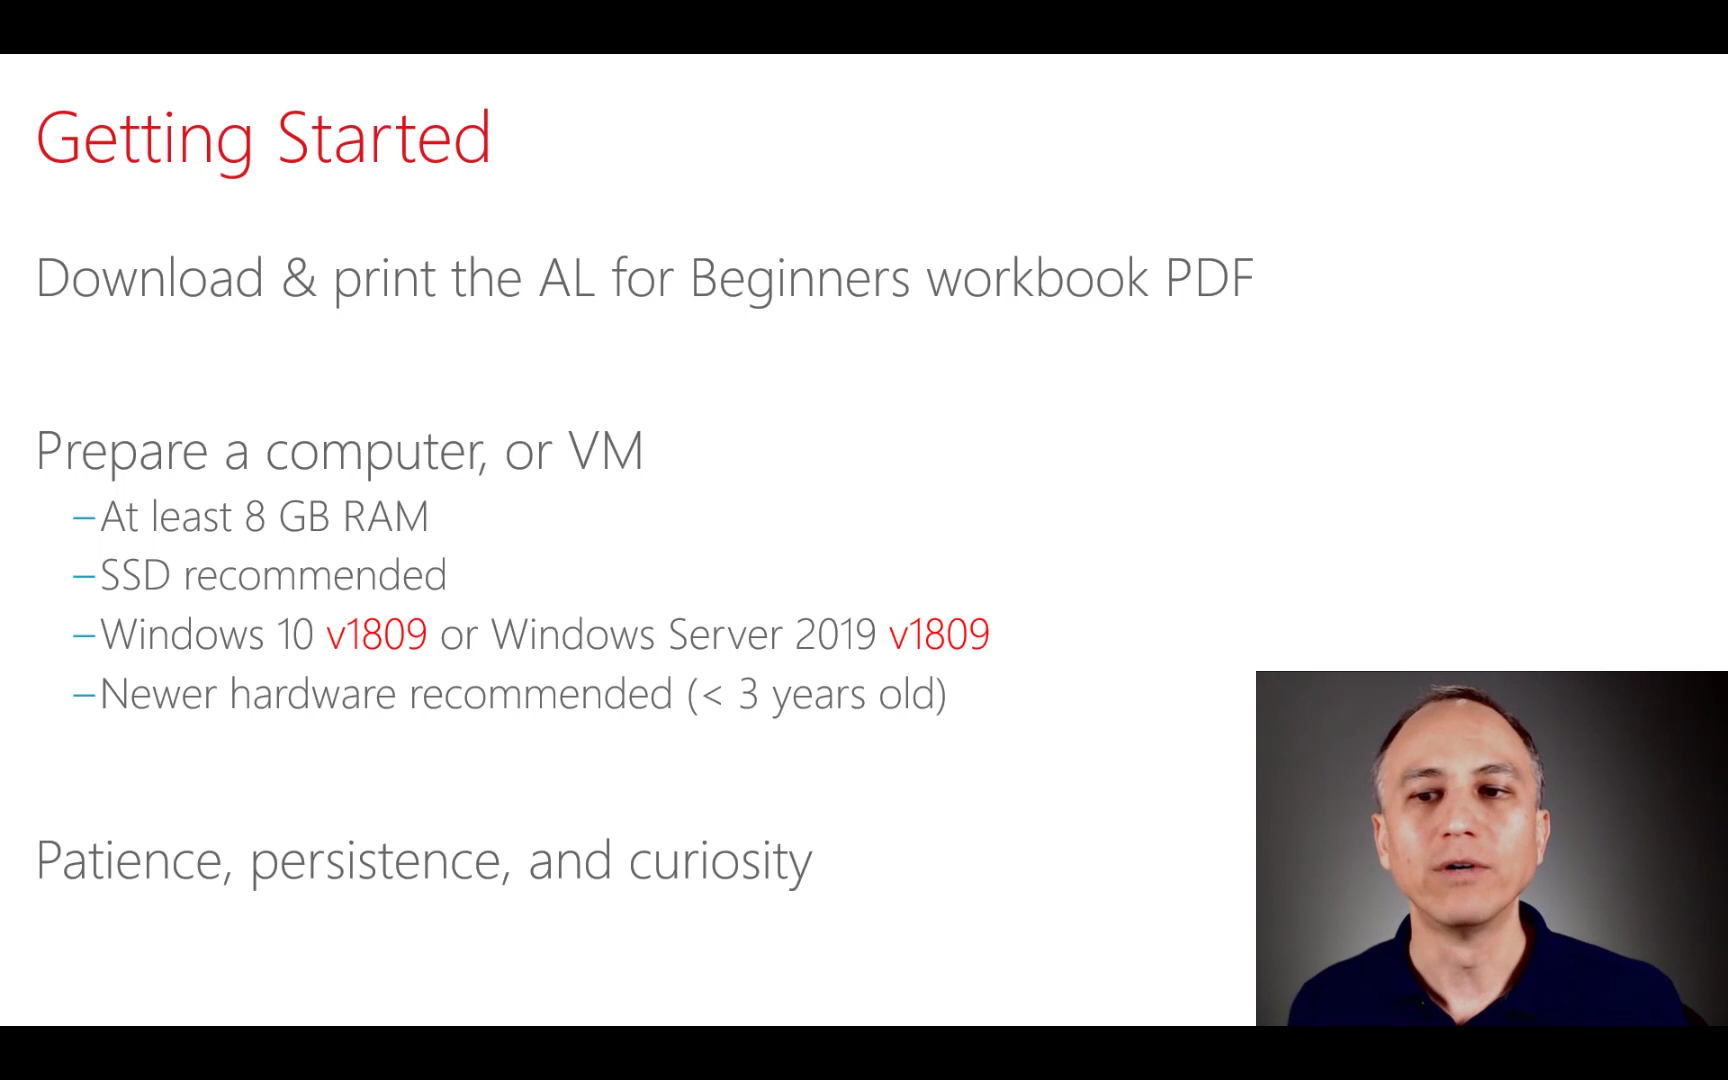 Getting Started
Download & print the AL for Beginners workbook PDF
Prepare a computer, or VM
–At least 8 GB RAM
–SSD recommended
–Windows 10 v1809 or Windows Server 2019 v1809
–Newer hardware recommended (< 3 years old)
Patience, persistence, and curiosity